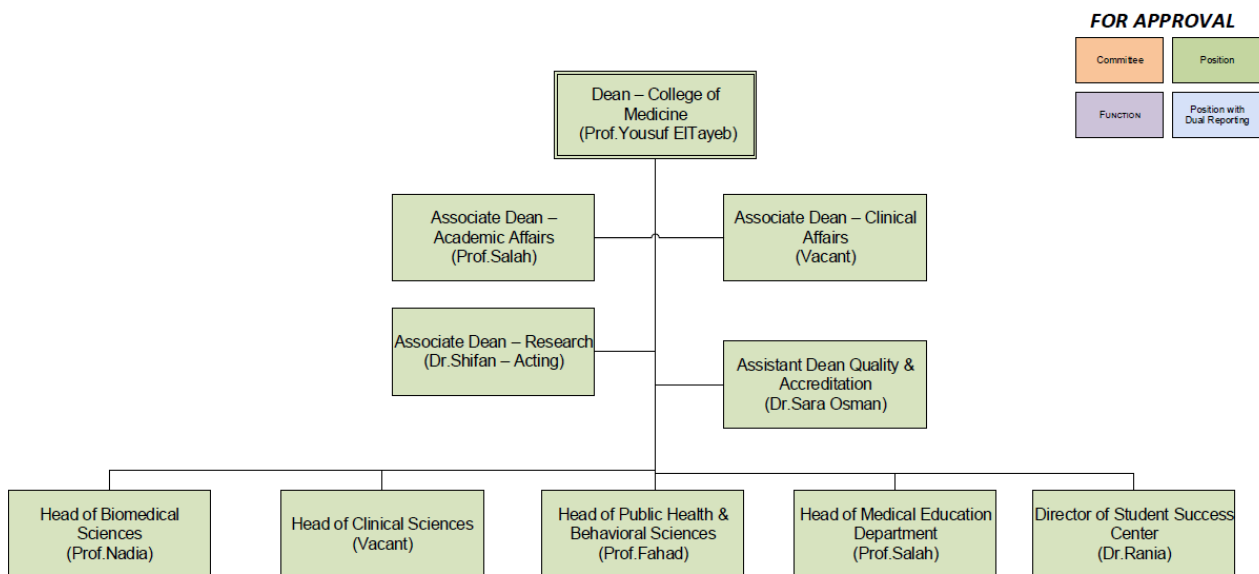 FOR APPROVAL
Committee
Position
FUNCTION
Position with
Dual Reporting
Dean – College of
Medicine
(Prof.Yousuf ElTayeb)
Associate Dean –
Academic Affairs
(Prof.Salah)
Associate Dean – Clinical
Affairs
(Vacant)
Associate Dean – Research
(Dr.Shifan – Acting)
Assistant Dean Quality &
Accreditation
(Dr.Sara Osman)
Head of Biomedical
Sciences
(Prof.Nadia)
Head of Clinical Sciences
(Vacant)
Head of Public Health &
Behavioral Sciences
(Prof.Fahad)
Head of Medical Education
Department
(Prof.Salah)
Director of Student Success
Center
(Dr.Rania)